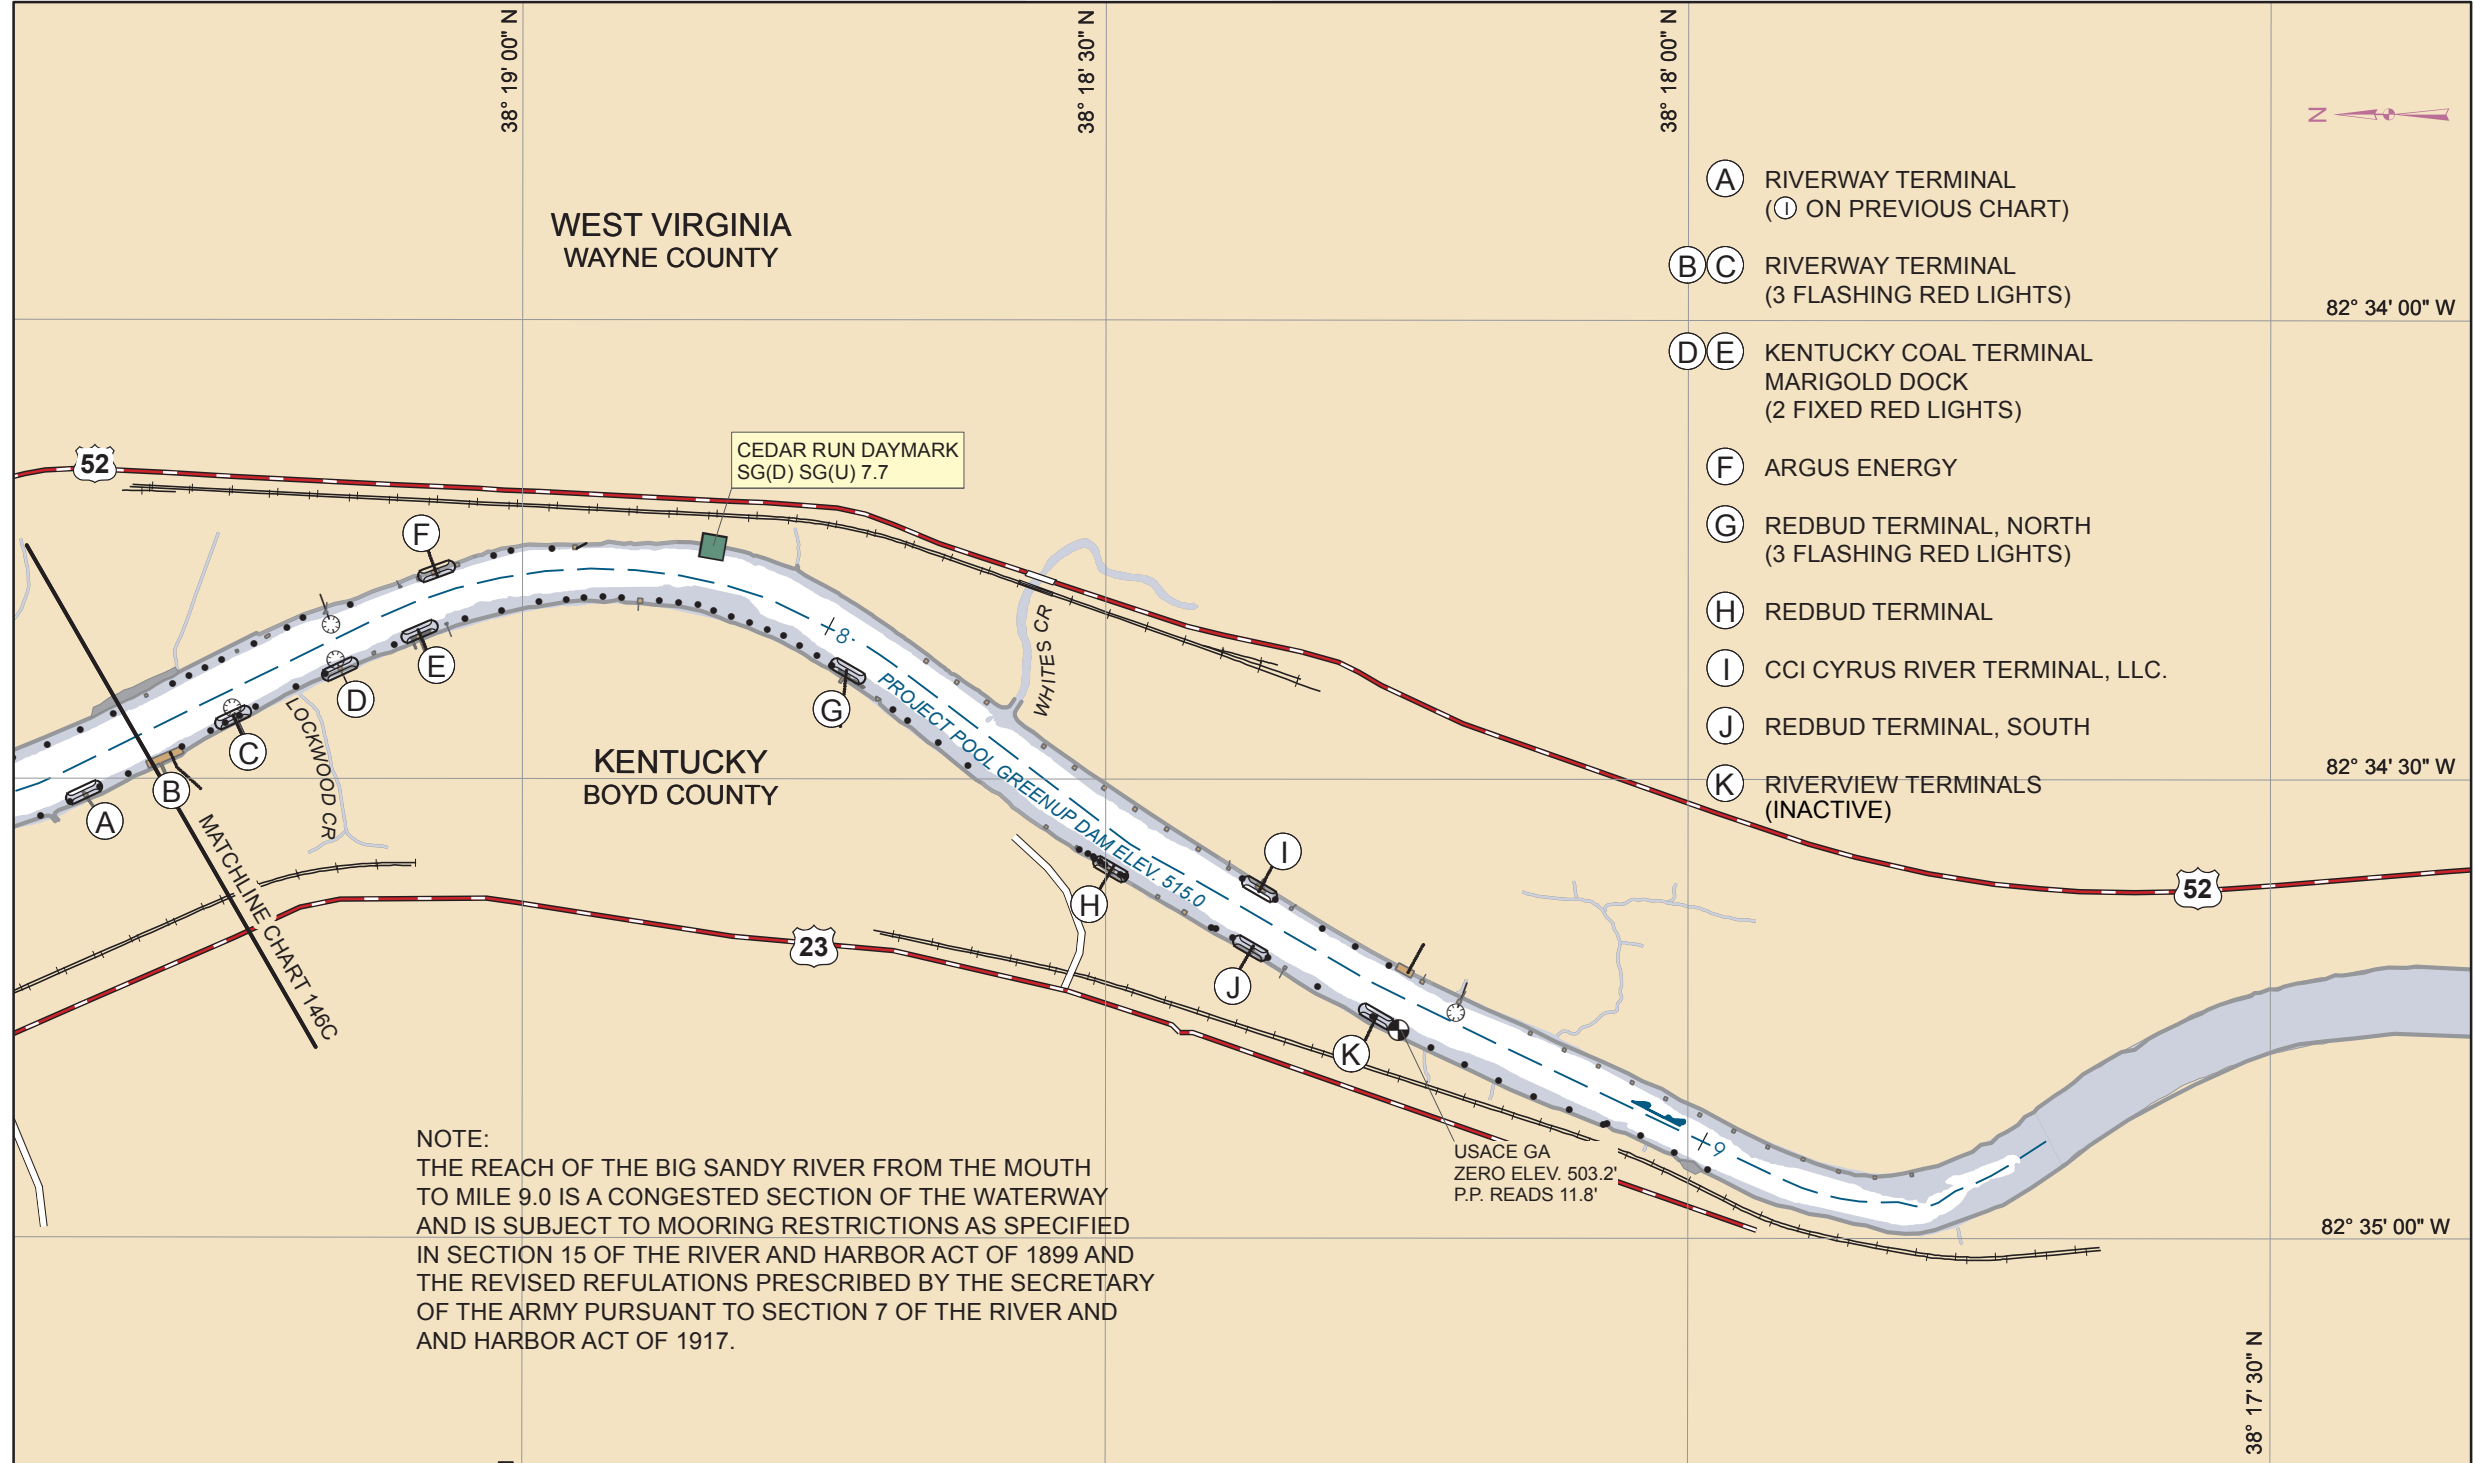 38° 19' 00" N
38° 18' 30" N
38° 18' 00" N
N
A RIVERWAY TERMINAL
(I ON PREVIOUS CHART)
B C RIVERWAY TERMINAL
(3 FLASHING RED LIGHTS)
D E KENTUCKY COAL TERMINAL
MARIGOLD DOCK
(2 FIXED RED LIGHTS)
F ARGUS ENERGY
G REDBUD TERMINAL, NORTH
(3 FLASHING RED LIGHTS)
H REDBUD TERMINAL
I CCI CYRUS RIVER TERMINAL, LLC.
J REDBUD TERMINAL, SOUTH
K RIVERVIEW TERMINALS
(INACTIVE)
82° 34' 00" W
82° 34' 30" W
82° 35' 00" W
38° 17' 30" N
WEST VIRGINIA
WAYNE COUNTY
52
CEDAR RUN DAYMARK
SG(D) SG(U) 7.7
F
E
D
C
B
A
G
8
WHITES CR
LOCKWOOD CR
KENTUCKY
BOYD COUNTY
PROJECT POOL GREENUP DAM ELEV. 515.0
MATCHLINE CHART 146C
23
H
I
J
K
52
9
USACE GA
ZERO ELEV. 503.2'
P.P. READS 11.8'
NOTE:
THE REACH OF THE BIG SANDY RIVER FROM THE MOUTH
TO MILE 9.0 IS A CONGESTED SECTION OF THE WATERWAY
AND IS SUBJECT TO MOORING RESTRICTIONS AS SPECIFIED
IN SECTION 15 OF THE RIVER AND HARBOR ACT OF 1899 AND
THE REVISED REFULATIONS PRESCRIBED BY THE SECRETARY
OF THE ARMY PURSUANT TO SECTION 7 OF THE RIVER AND
AND HARBOR ACT OF 1917.